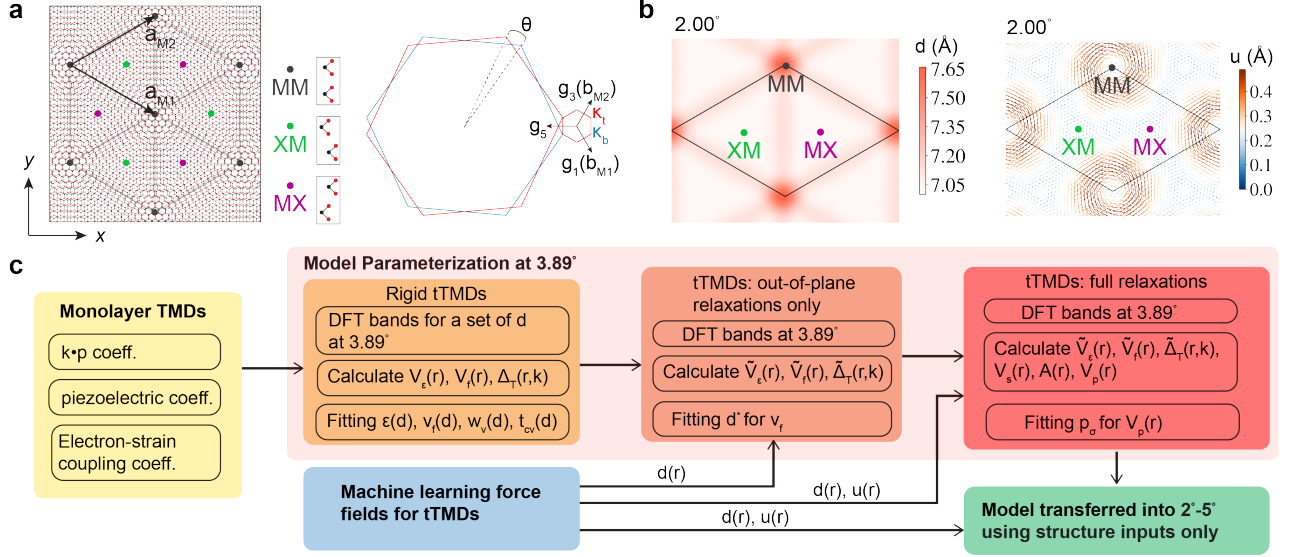 a
a_M2
a_M1
y
x
MM
XM
MX
θ
g₃(b_M2)
g₅
K_t
K_b
g₁(b_M1)
b
2.00°
d (Å)
7.65
7.50
7.35
7.20
7.05
MM
XM
MX
2.00°
u (Å)
0.4
0.3
0.2
0.1
0.0
MM
XM
MX
c
Monolayer TMDs
k•p coeff.
piezoelectric coeff.
Electron-strain
coupling coeff.
Model Parameterization at 3.89°
Rigid tTMDs
DFT bands for a set of d
at 3.89°
Calculate V_ε(r), V_f(r), Δ_T(r,k)
Fitting ε(d), v_f(d), w_v(d), t_cv(d)
tTMDs: out-of-plane
relaxations only
DFT bands at 3.89°
Calculate Ṽ_ε(r), Ṽ_f(r), Δ̃_T(r,k)
Fitting d* for v_f
tTMDs: full relaxations
DFT bands at 3.89°
Calculate Ṽ_ε(r), Ṽ_f(r), Δ̃_T(r,k),
V_s(r), A(r), V_p(r)
Fitting p_σ for V_p(r)
Machine learning force
fields for tTMDs
d(r)
d(r), u(r)
d(r), u(r)
Model transferred into 2°-5°
using structure inputs only